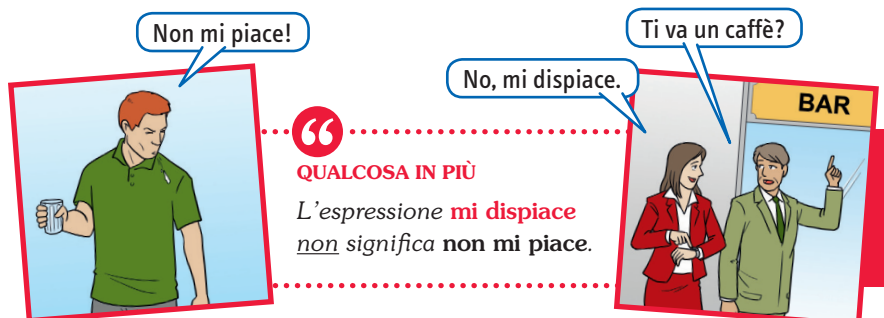 Non mi piace!
Ti va un caffè?
No, mi dispiace.
BAR
QUALCOSA IN PIÙ
L'espressione mi dispiace
non significa non mi piace.